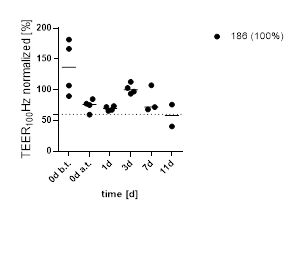 TEER100Hz normalized [%]
200
150
100
50
0
0d b.t.
0d a.t.
1d
3d
7d
11d
time [d]
186 (100%)